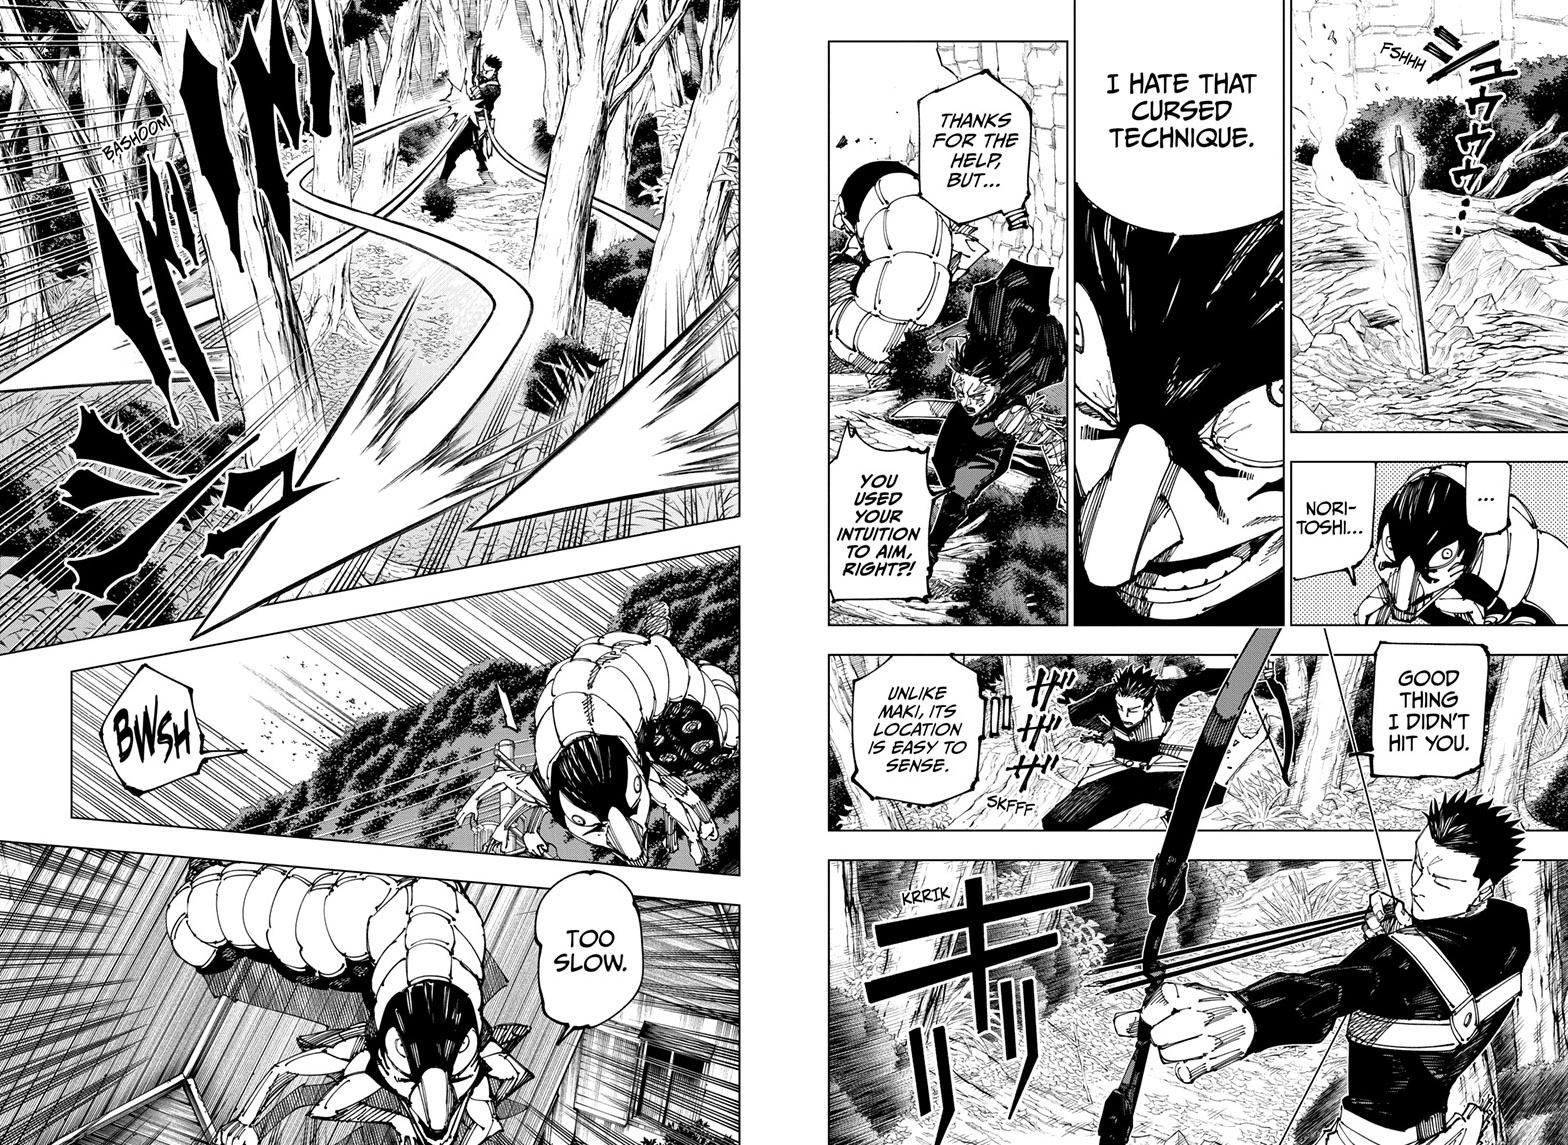 FSHHH
シュウウウ…
...
NORI-
TOSHI...
I HATE THAT
CURSED
TECHNIQUE.
THANKS
FOR THE
HELP,
BUT...
YOU
USED
YOUR
INTUITION
TO AIM,
RIGHT?!
GOOD
THING
I DIDN'T
HIT YOU.
ザザザ
SKFFF
UNLIKE
MAKI, ITS
LOCATION
IS EASY TO
SENSE.
KRRIK
キリリ
BASHOOM
BWSH
TOO
SLOW.